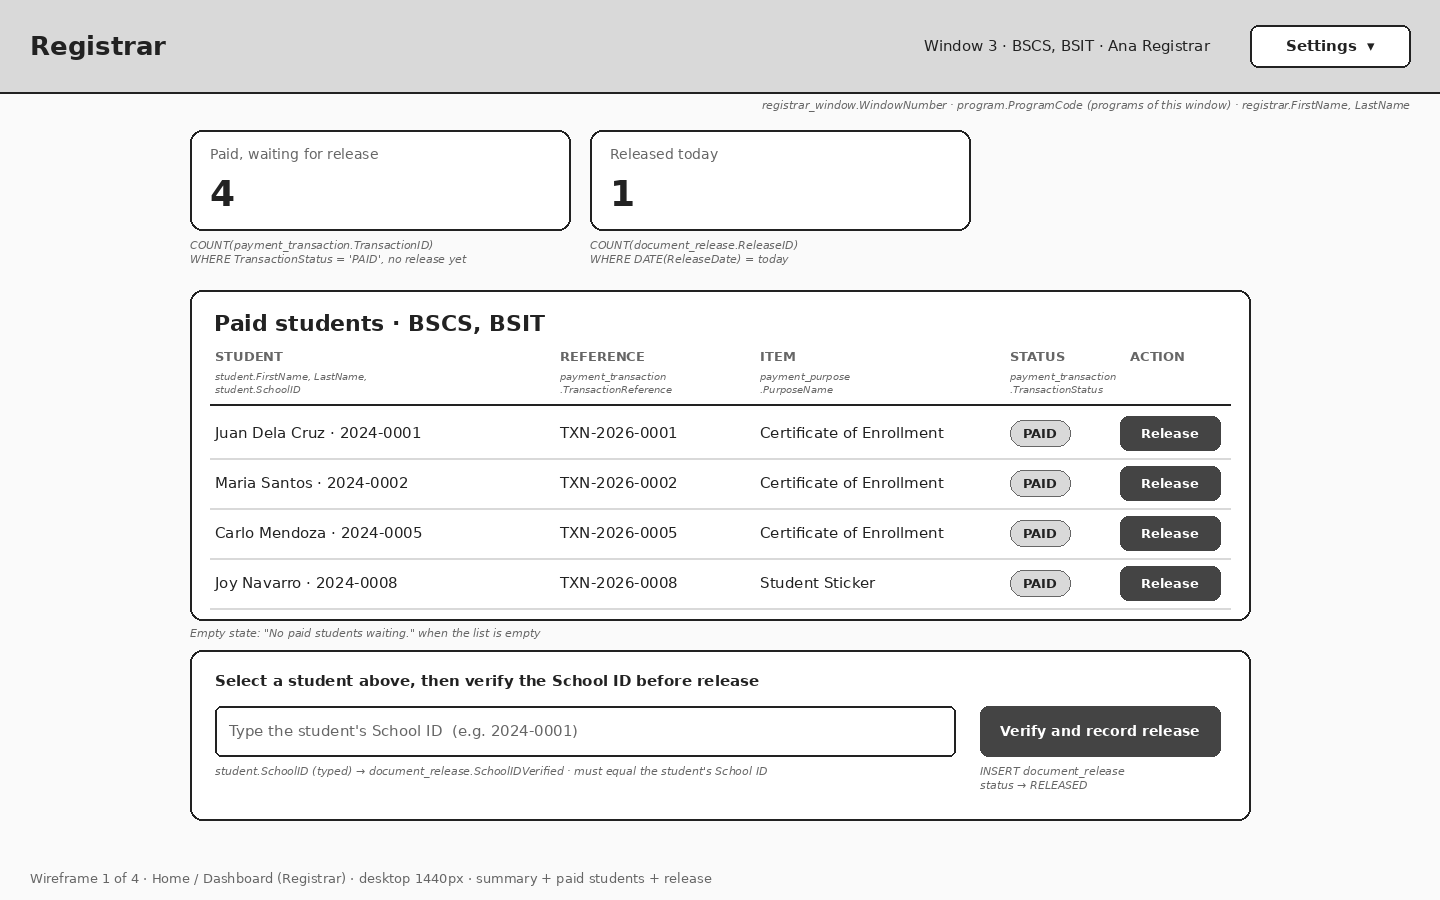 Registrar
Window 3 · BSCS, BSIT · Ana Registrar
Settings ▾
registrar_window.WindowNumber · program.ProgramCode (programs of this window) · registrar.FirstName, LastName
Paid, waiting for release
4
COUNT(payment_transaction.TransactionID)
WHERE TransactionStatus = 'PAID', no release yet
Released today
1
COUNT(document_release.ReleaseID)
WHERE DATE(ReleaseDate) = today
Paid students · BSCS, BSIT
STUDENT REFERENCE ITEM STATUS ACTION
student.FirstName, LastName, payment_transaction payment_purpose payment_transaction
student.SchoolID .TransactionReference .PurposeName .TransactionStatus
Juan Dela Cruz · 2024-0001 TXN-2026-0001 Certificate of Enrollment PAID Release
Maria Santos · 2024-0002 TXN-2026-0002 Certificate of Enrollment PAID Release
Carlo Mendoza · 2024-0005 TXN-2026-0005 Certificate of Enrollment PAID Release
Joy Navarro · 2024-0008 TXN-2026-0008 Student Sticker PAID Release
Empty state: "No paid students waiting." when the list is empty
Select a student above, then verify the School ID before release
Type the student's School ID (e.g. 2024-0001)
Verify and record release
student.SchoolID (typed) → document_release.SchoolIDVerified · must equal the student's School ID
INSERT document_release
status → RELEASED
Wireframe 1 of 4 · Home / Dashboard (Registrar) · desktop 1440px · summary + paid students + release